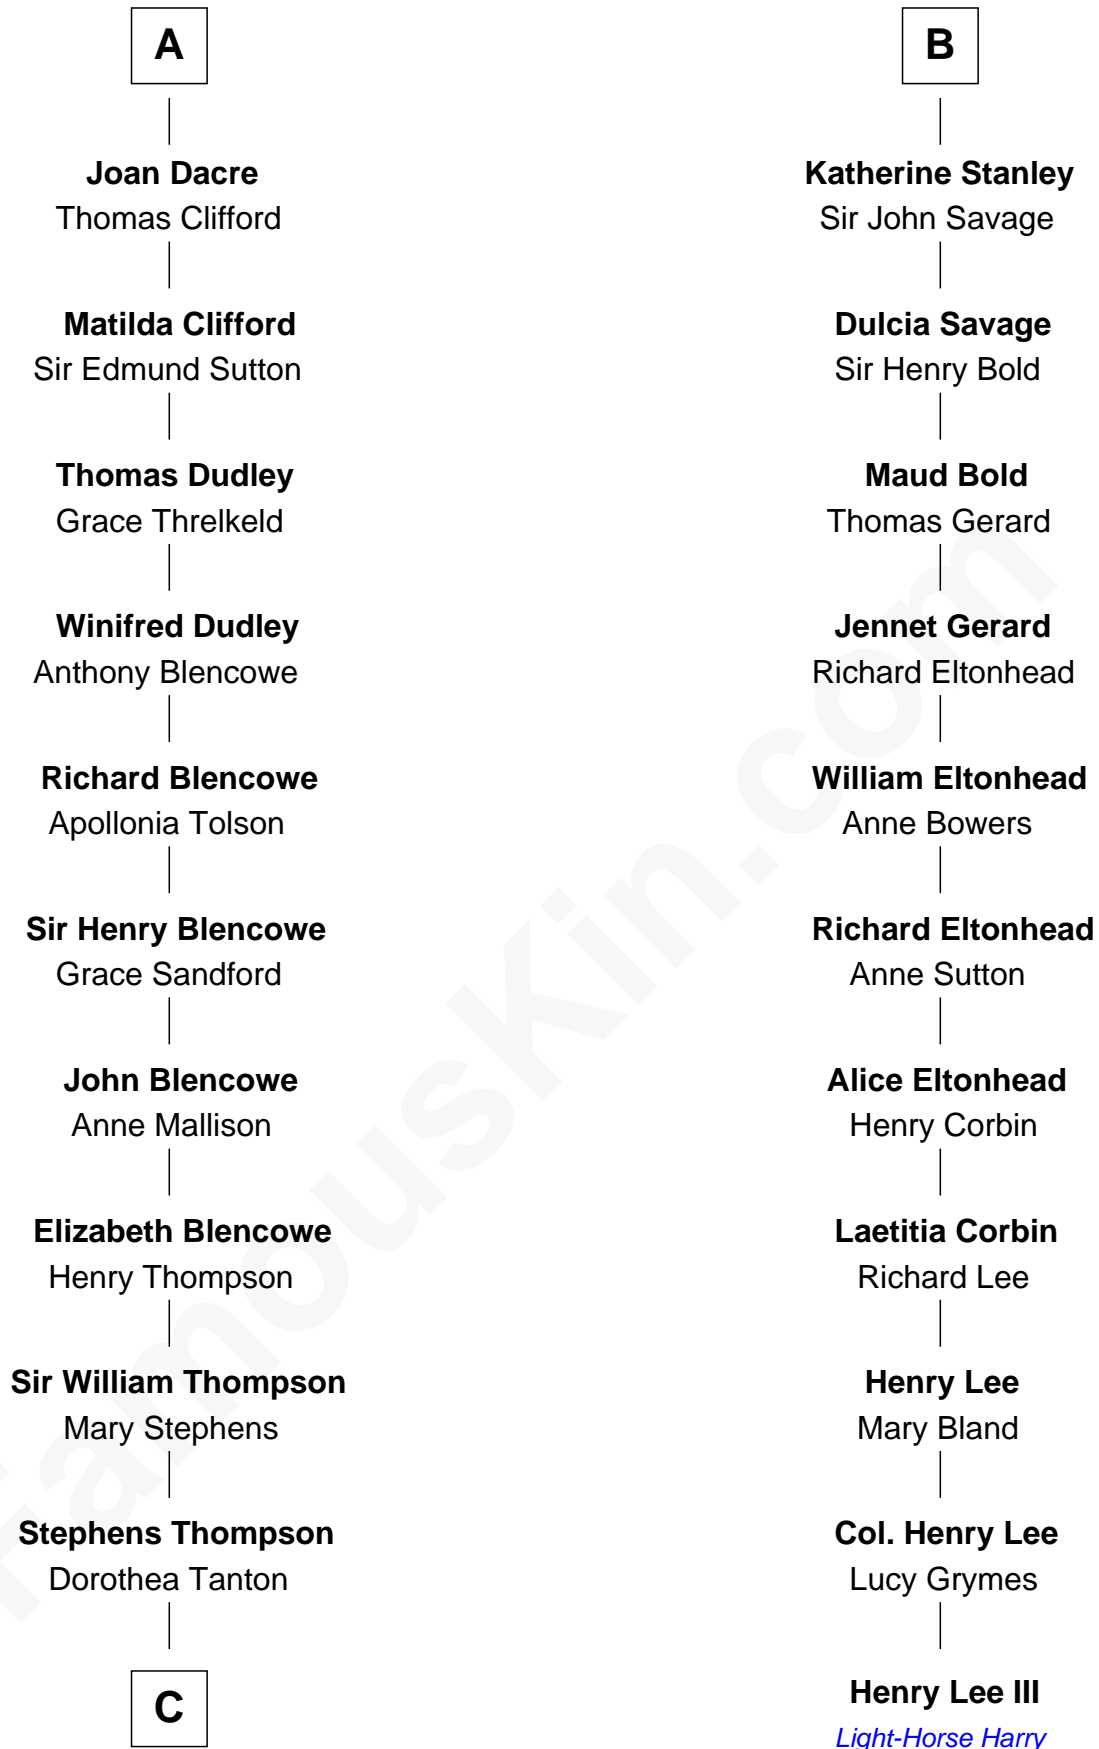 A
Joan Dacre
Thomas Clifford
Matilda Clifford
Sir Edmund Sutton
Thomas Dudley
Grace Threlkeld
Winifred Dudley
Anthony Blencowe
Richard Blencowe
Apollonia Tolson
Sir Henry Blencowe
Grace Sandford
John Blencowe
Anne Mallison
Elizabeth Blencowe
Henry Thompson
Sir William Thompson
Mary Stephens
Stephens Thompson
Dorothea Tanton
C
B
Katherine Stanley
Sir John Savage
Dulcia Savage
Sir Henry Bold
Maud Bold
Thomas Gerard
Jennet Gerard
Richard Eltonhead
William Eltonhead
Anne Bowers
Richard Eltonhead
Anne Sutton
Alice Eltonhead
Henry Corbin
Laetitia Corbin
Richard Lee
Henry Lee
Mary Bland
Col. Henry Lee
Lucy Grymes
Henry Lee III
Light-Horse Harry
FamousKin.com